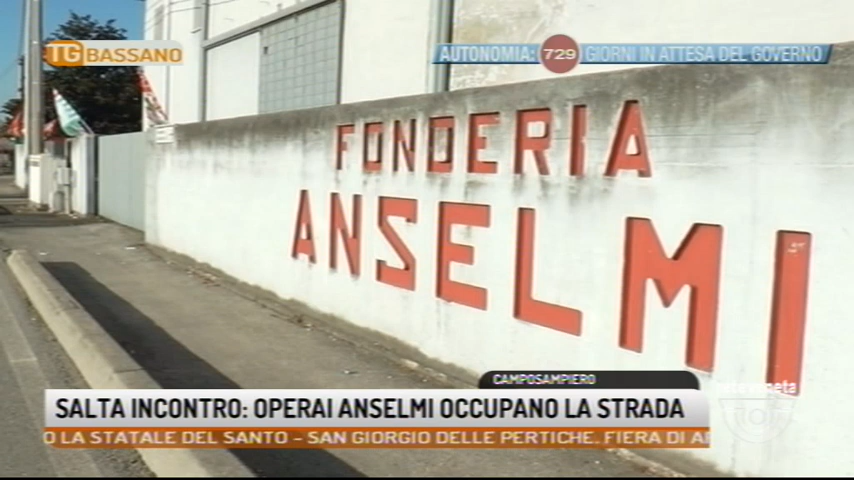 TG BASSANO
AUTONOMIA: 729 GIORNI IN ATTESA DEL GOVERNO
FONDERIA
ANSELMI
CAMPOSAMPIERO
SALTA INCONTRO: OPERAI ANSELMI OCCUPANO LA STRADA
O LA STATALE DEL SANTO - SAN GIORGIO DELLE PERTICHE. FIERA DI